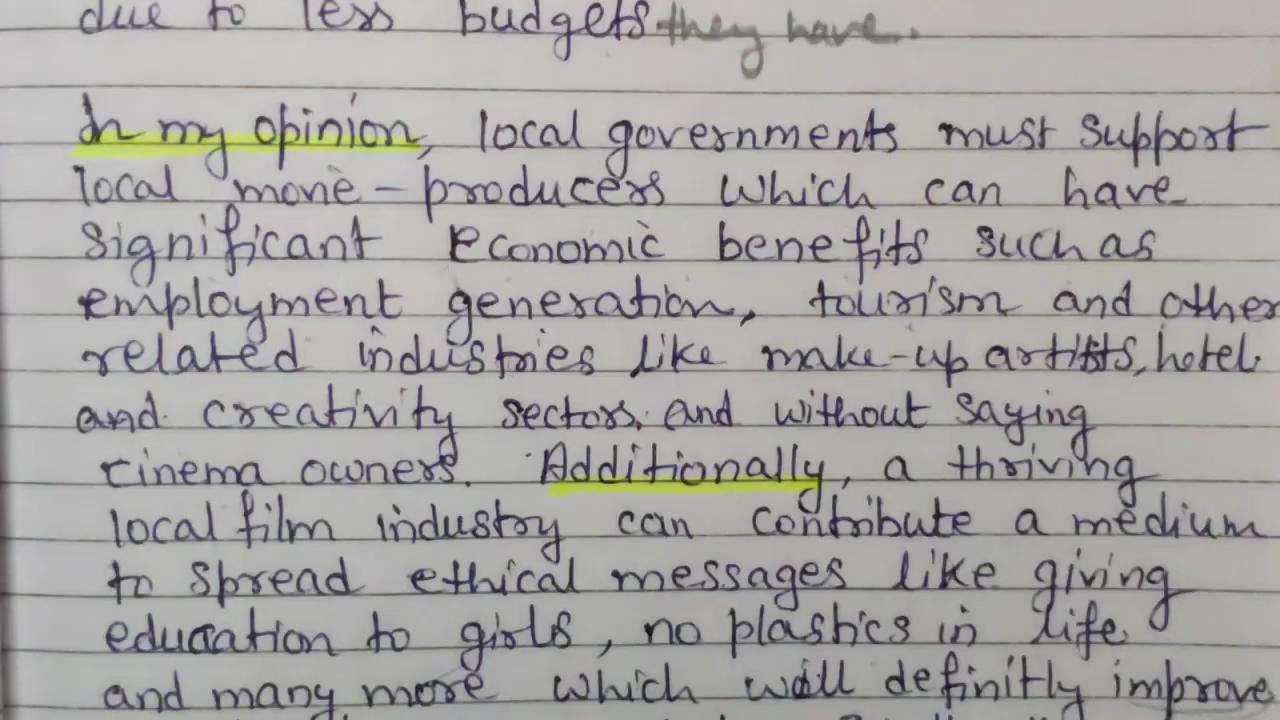 due to less budgets they have.
In my opinion, local governments must support
local movie - producers which can have
significant economic benefits such as
employment generation, tourism and other
related industries like make-up artists, hotel
and creativity sectors. and without saying
cinema owners. Additionally, a thriving
local film industry can contribute a medium
to spread ethical messages like giving
education to girls, no plastics in life
and many more which will definitly improve